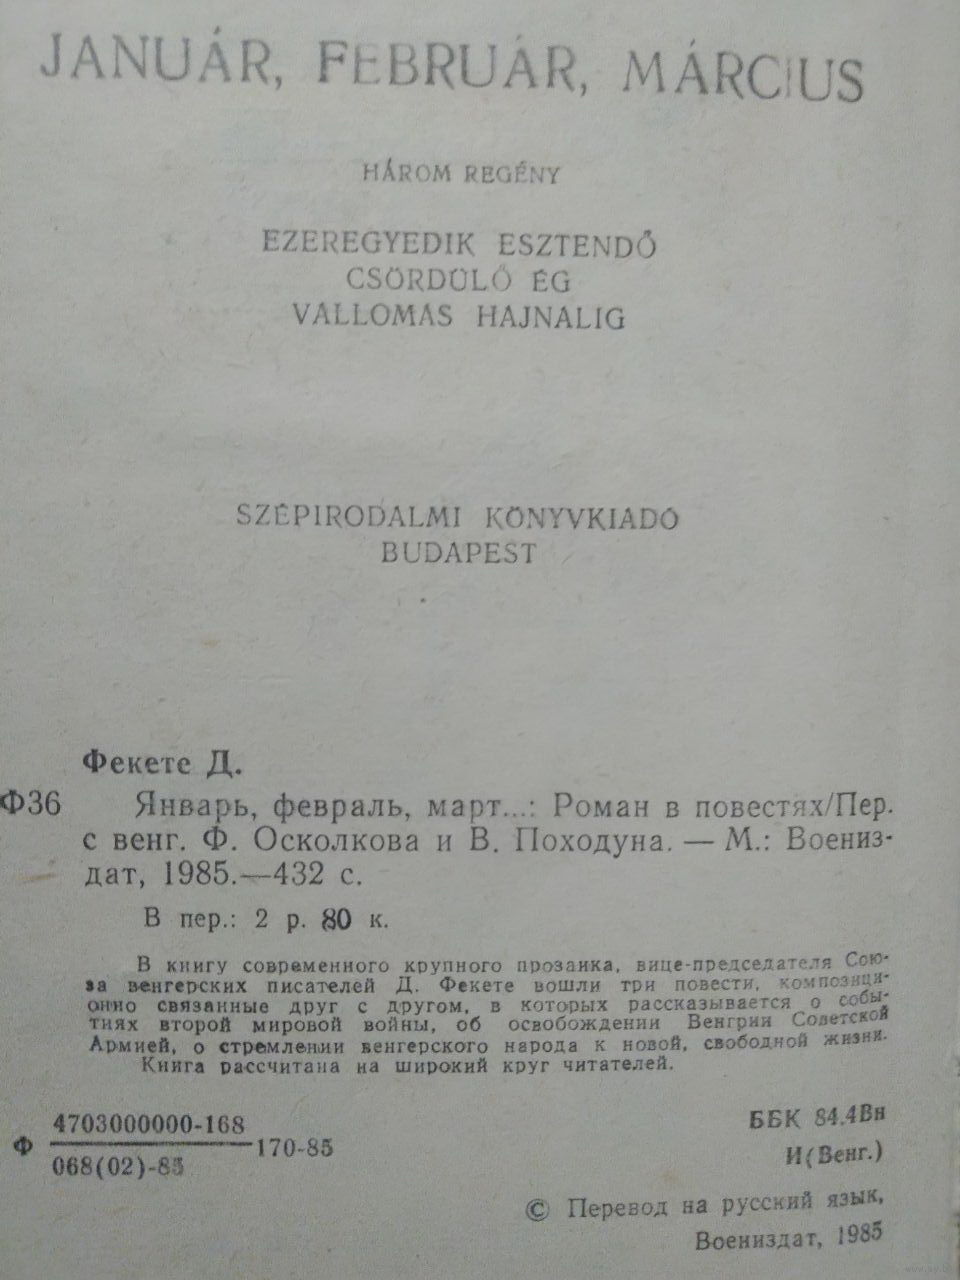 JANUÁR, FEBRUÁR, MÁRCIUS
HÁROM REGÉNY
EZEREGYEDIK ESZTENDŐ
CSÖRDÜLŐ ÉG
VALLOMÁS HAJNALIG
SZÉPIRODALMI KÖNYVKIADÓ
BUDAPEST
Фекете Д.
Ф36 Январь, февраль, март...: Роман в повестях/Пер.
с венг. Ф. Осколкова и В. Походуна. — М.: Воениз-
дат, 1985.—432 с.
В пер.: 2 р. 80 к.
В книгу современного крупного прозаика, вице-председателя Сою-
за венгерских писателей Д. Фекете вошли три повести, композици-
онно связанные друг с другом, в которых рассказывается о собы-
тиях второй мировой войны, об освобождении Венгрии Советской
Армией, о стремлении венгерского народа к новой, свободной жизни.
Книга рассчитана на широкий круг читателей.
4703000000-168
Ф 170-85
068(02)-85
ББК 84.4Вн
И(Венг.)
© Перевод на русский язык,
Воениздат, 1985